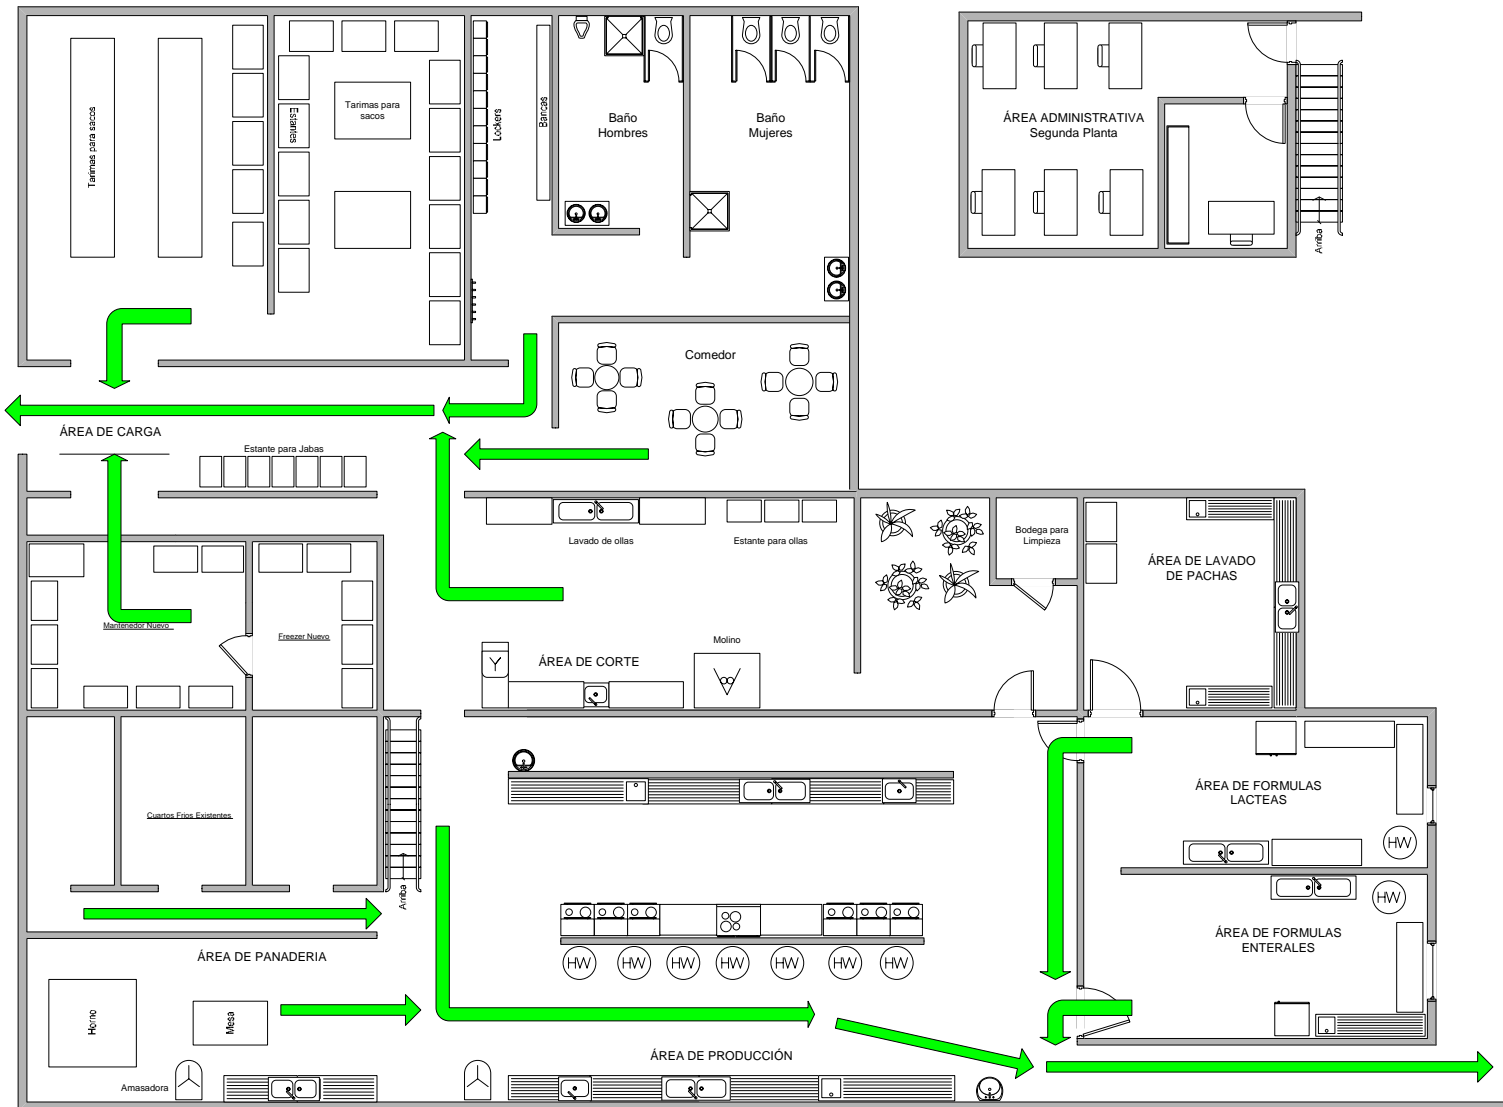 Tarimas para sacos
Estantes
Tarimas para
sacos
Lockers
Bancas
Baño
Hombres
Baño
Mujeres
ÁREA ADMINISTRATIVA
Segunda Planta
Arriba
Comedor
ÁREA DE CARGA
Estante para Jabas
Lavado de ollas
Estante para ollas
Bodega para
Limpieza
ÁREA DE LAVADO
DE PACHAS
Mantenedor Nuevo
Freezer Nuevo
Molino
ÁREA DE CORTE
Y
Cuartos Frios Existentes
Arriba
ÁREA DE FORMULAS
LACTEAS
HW
HW
ÁREA DE FORMULAS
ENTERALES
ÁREA DE PANADERIA
HW
HW
HW
HW
HW
HW
HW
Horno
Mesa
ÁREA DE PRODUCCIÓN
Amasadora